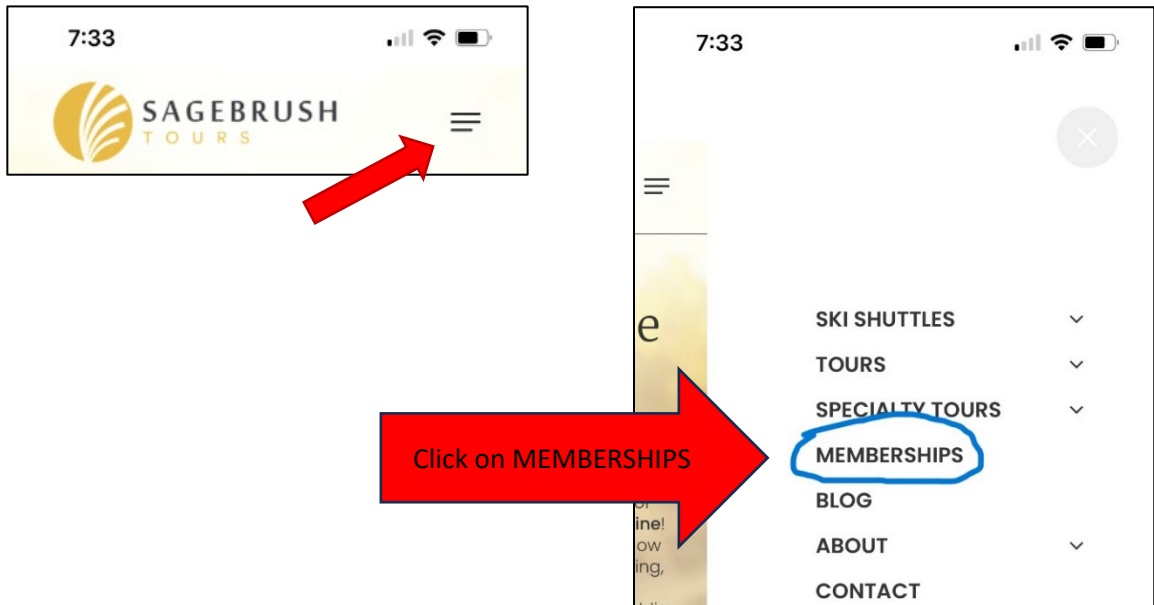 7:33
SAGEBRUSH
TOURS
7:33
e
SKI SHUTTLES
TOURS
SPECIALTY TOURS
Click on MEMBERSHIPS
MEMBERSHIPS
BLOG
ine!
ow
ABOUT
ing,
CONTACT